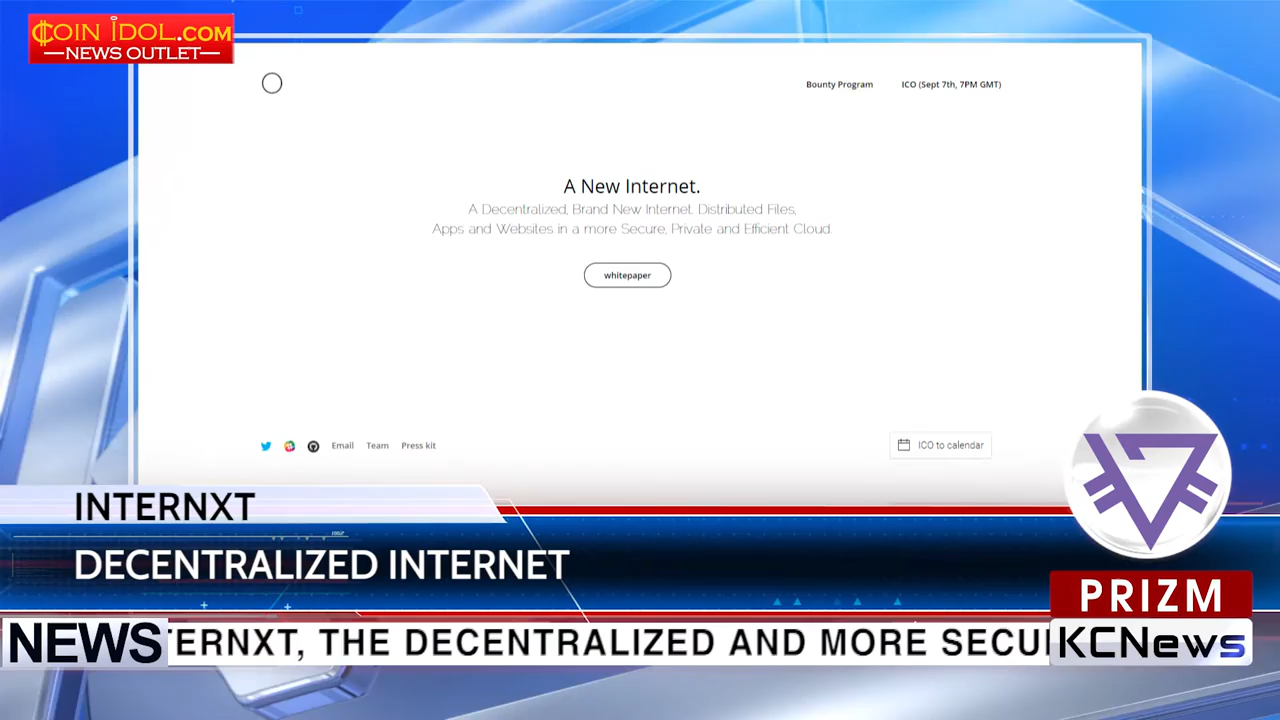 COIN IDOL.COM
NEWS OUTLET
Bounty Program ICO (Sept 7th, 7PM GMT)
A New Internet.
A Decentralized, Brand New Internet. Distributed Files,
Apps and Websites in a more Secure, Private and Efficient Cloud.
whitepaper
Email Team Press kit
ICO to calendar
INTERNXT
DECENTRALIZED INTERNET
PRIZM
NEWS
TERNXT, THE DECENTRALIZED AND MORE SECU
KCNews